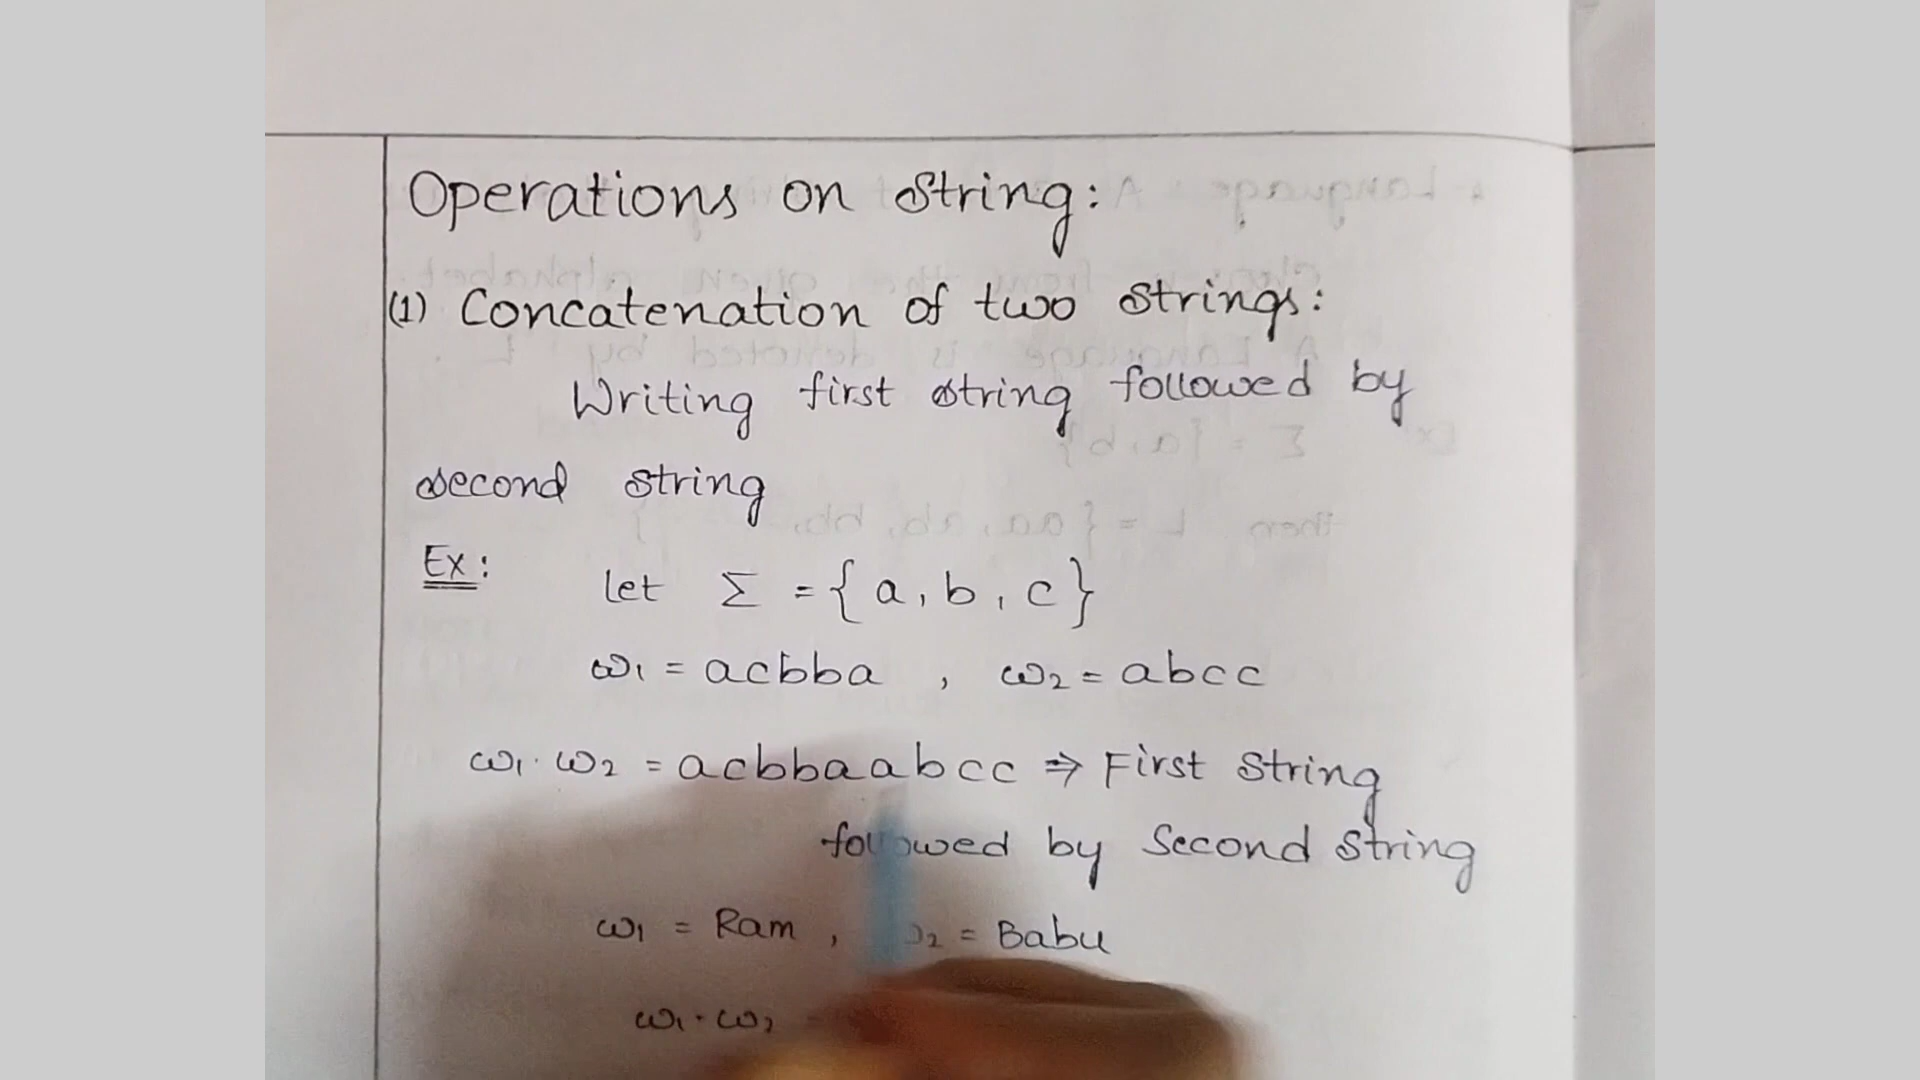 Operations on String:
(1) Concatenation of two strings:
Writing first string followed by
second string
Ex:
let Σ = {a, b, c}
ω1 = acbba , ω2 = abcc
ω1. ω2 = acbbaabcc ⇒ First String
followed by Second String
ω1 = Ram , ω2 = Babu
ω1. ω2